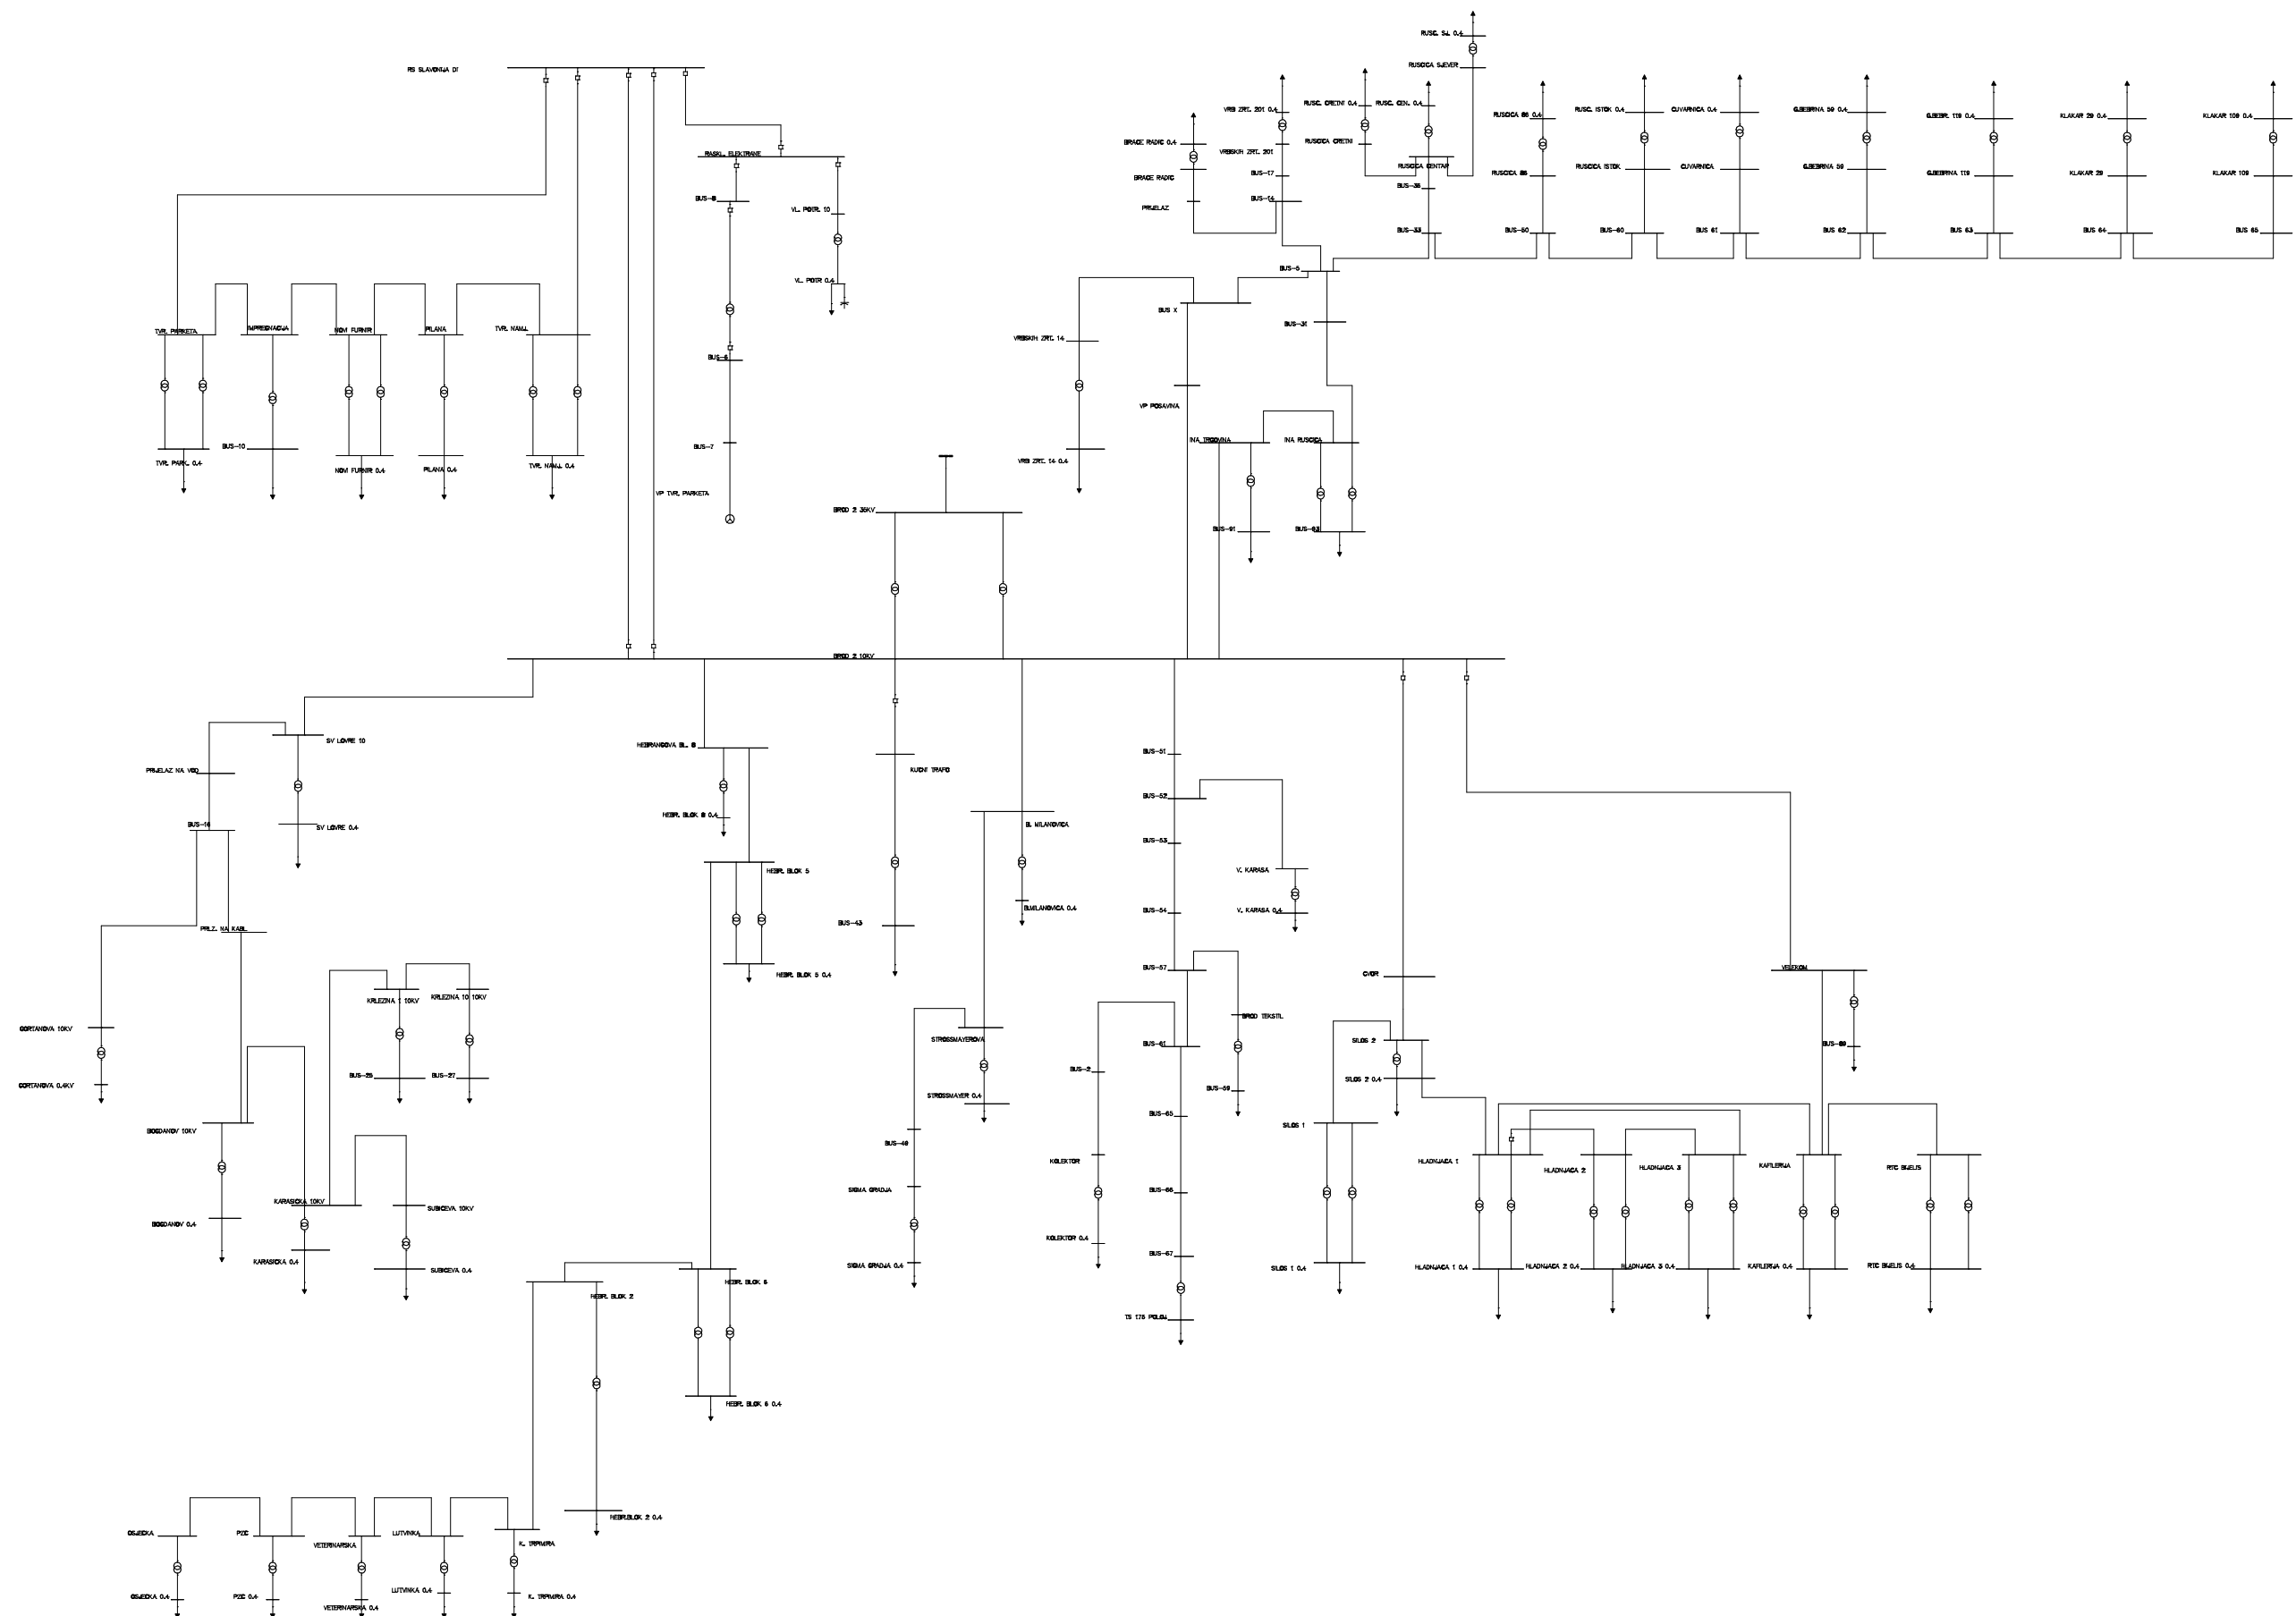 RUSC. SJ. 0.4
RS SLAVONIJA DI
RUSCICA SJEVER
VRB ZRT. 201 0.4
RUSC. CRETNI 0.4
RUSC. CEN. 0.4
RUSCICA 86 0.4
RUSC. ISTOK 0.4
CUVARNICA 0.4
G.BEBRINA 59 0.4
G.BEBR. 119 0.4
KLAKAR 29 0.4
KLAKAR 109 0.4
BRACE RADIC 0.4
RUSCICA CRETNI
VRBSKIH ZRT. 201
RASKL. ELEKTRANE
RUSCICA CENTAR
RUSCICA ISTOK
CUVARNICA
G.BEBRINA 59
BRACE RADIC
BUS-17
RUSCICA 86
G.BEBRINA 119
KLAKAR 29
KLAKAR 109
BUS-36
BUS-8
BUS-14
VL. POTR. 10
PRIJELAZ
BUS-33
BUS-50
BUS-60
BUS 61
BUS 62
BUS 63
BUS 64
BUS 65
BUS-5
VL. POTR 0.4
BUS X
BUS-31
TVR. PARKETA
IMPREGNACIJA
NOVI FURNIR
PILANA
TVR. NAMJ.
VRBSKIH ZRT. 14
BUS-6
VP POSAVINA
INA TRGOVINA
INA RUSCICA
BUS-10
BUS-7
TVR. PARK. 0.4
NOVI FURNIR 0.4
PILANA 0.4
TVR. NAMJ. 0.4
VRB ZRT. 14 0.4
VP TVR. PARKETA
BROD 2 35KV
BUS-91
BUS-83
BROD 2 10KV
SV LOVRE 10
HEBRANGOVA BL. 8
BUS-51
PRIJELAZ NA VOD
KUCNI TRAFO
BUS-52
HEBR. BLOK 8 0.4
BUS-16
SV LOVRE 0.4
B. MILANOVICA
BUS-53
HEBR. BLOK 5
V. KARASA
BUS-43
B.MILANOVICA 0.4
BUS-54
V. KARASA 0.4
PRLZ. NA KABL
HEBR. BLOK 5 0.4
BUS-57
CVOR
VELEKOM
KRLEZINA 1 10KV
KRLEZINA 10 10KV
BROD TEKSTIL
GORTANOVA 10KV
STROSSMAYEROVA
BUS-61
SILOS 2
BUS-89
BUS-25
BUS-27
BUS-2
SILOS 2 0.4
GORTANOVA 0.4KV
STROSSMAYER 0.4
BUS-59
BUS-65
SILOS 1
BOGDANOV 10KV
BUS-49
KOLEKTOR
HLADNJACA 1
HLADNJACA 2
HLADNJACA 3
KAFILERIJA
RTC BIJELIS
SIGMA GRADJA
BUS-66
KARASICKA 10KV
SUBICEVA 10KV
BOGDANOV 0.4
KOLEKTOR 0.4
BUS-67
KARASICKA 0.4
SUBICEVA 0.4
SIGMA GRADJA 0.4
SILOS 1 0.4
HLADNJACA 1 0.4
HLADNJACA 2 0.4
HLADNJACA 3 0.4
KAFILERIJA 0.4
RTC BIJELIS 0.4
HEBR. BLOK 6
HEBR. BLOK 2
TS 175 POLOJ
HEBR. BLOK 6 0.4
HEBR.BLOK 2 0.4
OSJECKA
PZC
VETERINARSKA
LUTVINKA
K. TRPIMIRA
OSJECKA 0.4
PZC 0.4
VETERINARSKA 0.4
LUTVINKA 0.4
K. TRPIMIRA 0.4